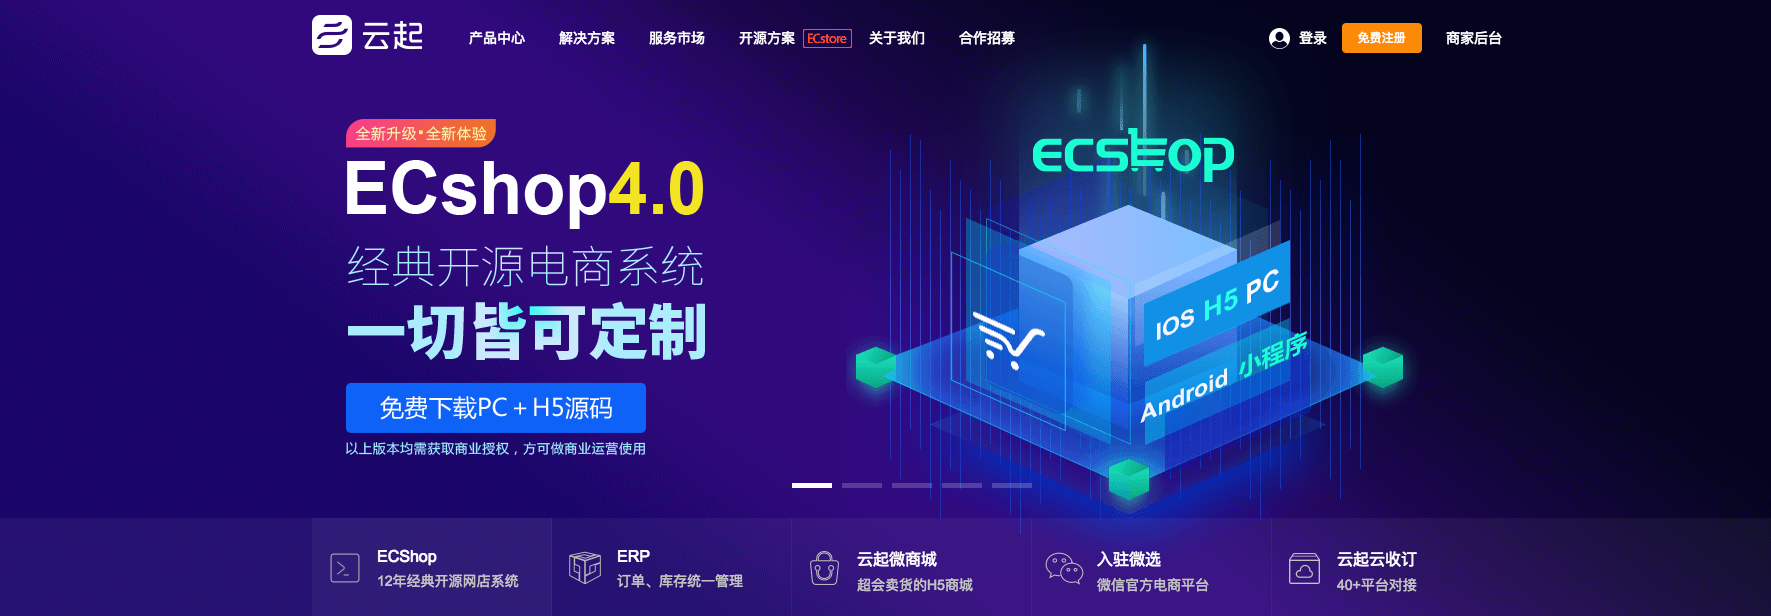 云起 产品中心 解决方案 服务市场 开源方案 ECstore 关于我们 合作招募 登录 免费注册 商家后台
全新升级·全新体验
ECshop4.0
经典开源电商系统
一切皆可定制
免费下载PC+H5源码
以上版本均需获取商业授权，方可做商业运营使用
ECSHOP
IOS H5 PC
Android 小程序
ECShop
12年经典开源网店系统
ERP
订单、库存统一管理
云起微商城
超会卖货的H5商城
入驻微选
微信官方电商平台
云起云收订
40+平台对接